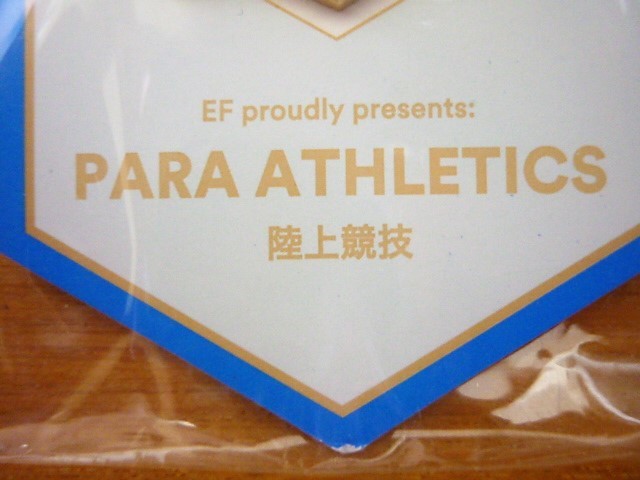 EF proudly presents:
PARA ATHLETICS
陸上競技